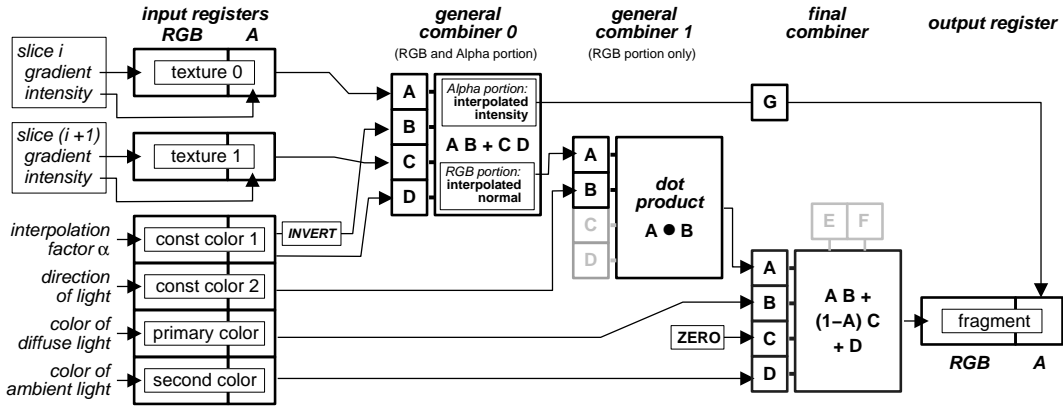 input registers
RGB A
general
combiner 0
(RGB and Alpha portion)
general
combiner 1
(RGB portion only)
final
combiner
output register
slice i
gradient
intensity
texture 0
slice (i +1)
gradient
intensity
texture 1
interpolation
factor α
const color 1
INVERT
direction
of light
const color 2
color of
diffuse light
primary color
color of
ambient light
second color
A
B
C
D
Alpha portion:
interpolated
intensity
A B + C D
RGB portion:
interpolated
normal
A
B
C
D
dot
product
A ● B
G
E F
ZERO
A
B
C
D
A B +
(1−A) C
+ D
fragment
RGB A